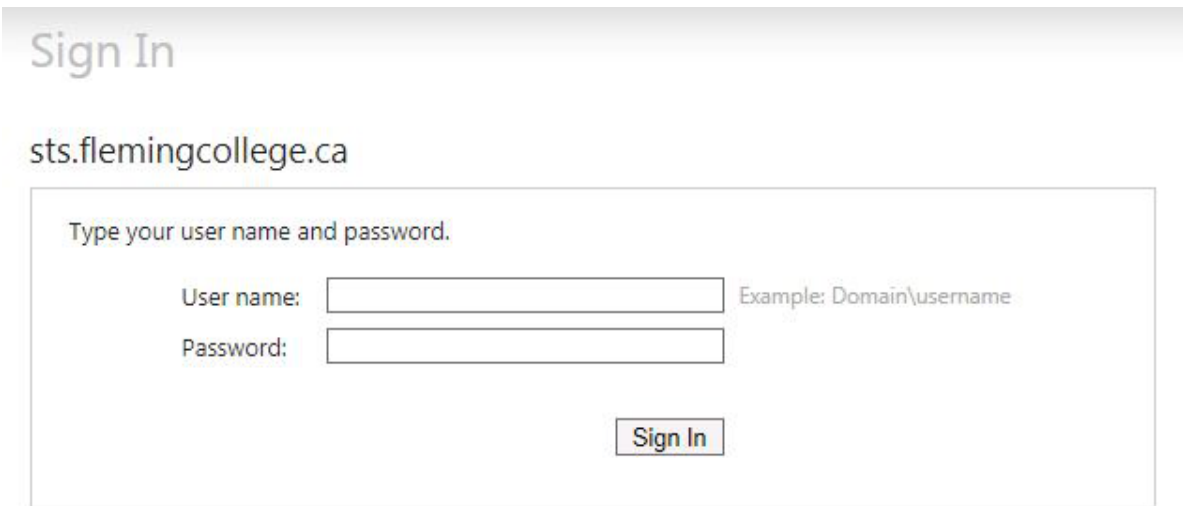 Sign In
sts.flemingcollege.ca
Type your user name and password.
User name: Example: Domain\username
Password:
Sign In